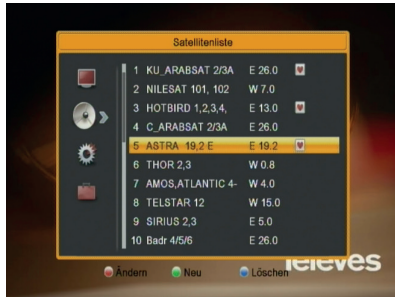 Satellitenliste
1 KU_ARABSAT 2/3A E 26.0
2 NILESAT 101, 102 W 7.0
3 HOTBIRD 1,2,3,4, E 13.0
4 C_ARABSAT 2/3A E 26.0
5 ASTRA 19,2 E E 19.2
6 THOR 2,3 W 0.8
7 AMOS,ATLANTIC 4- W 4.0
8 TELSTAR 12 W 15.0
9 SIRIUS 2,3 E 5.0
10 Badr 4/5/6 E 26.0
Ändern Neu Löschen
Televes